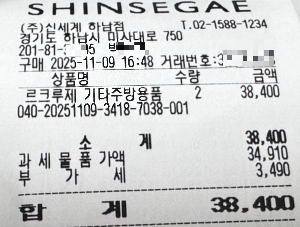 SHINSEGAE
(주)신세계 하남점 T.02-1588-1234
경기도 하남시 미사대로 750
201-81-3
구매 2025-11-09 16:48 거래번호:
상품명 수량 금액
르크루제 기타주방용품 2 38,400
040-20251109-3418-7038-001
소 계 38,400
과세물품가액 34,910
부 가 세 3,490
합 계 38,400